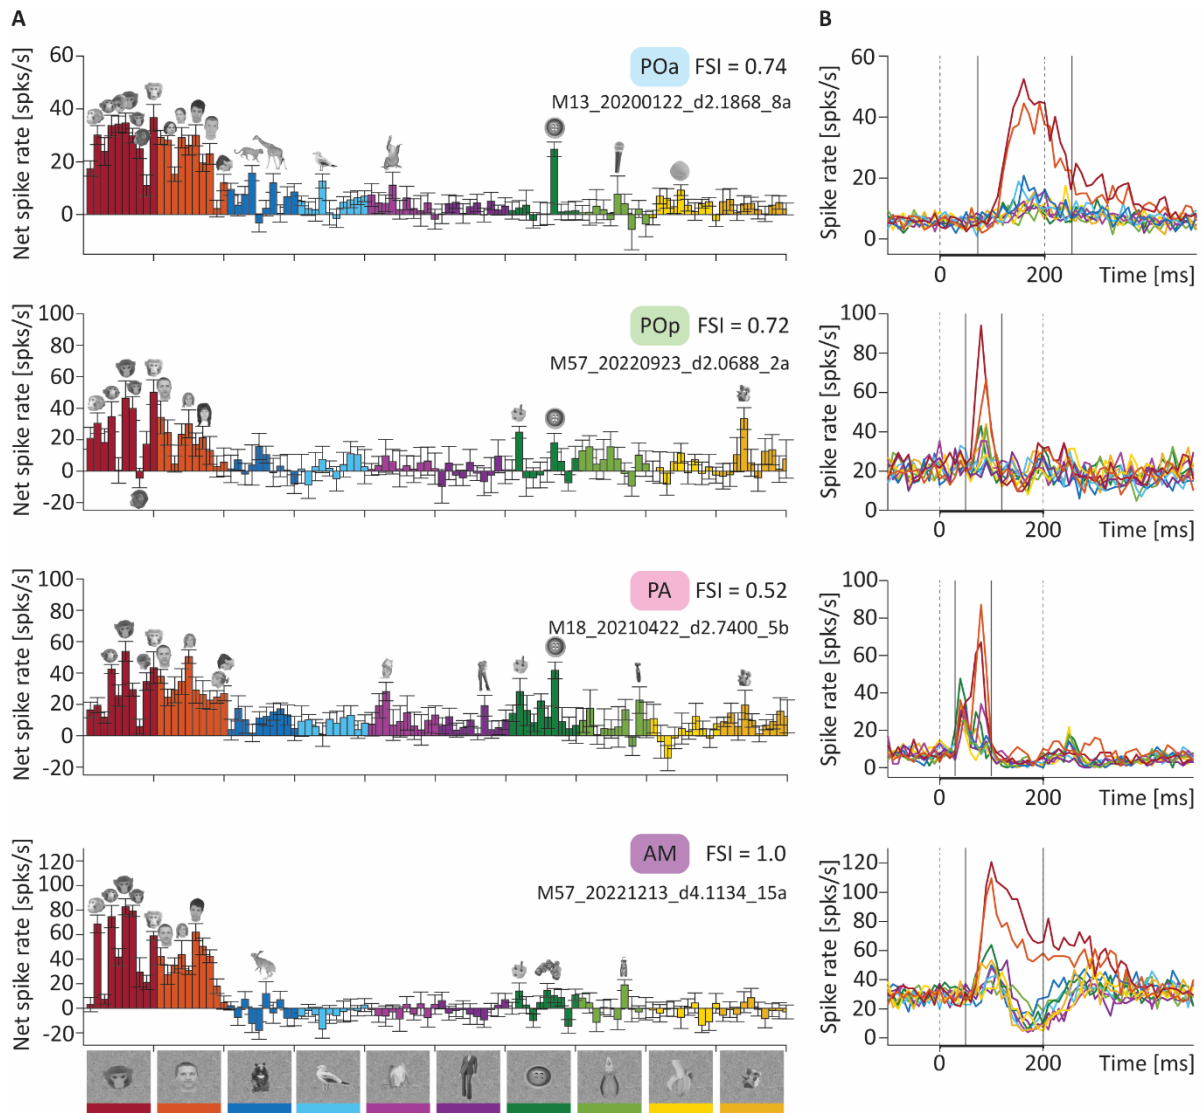 A
B
Net spike rate [spks/s]
60
40
20
0
POa FSI = 0.74
M13_20200122_d2.1868_8a
Spike rate [spks/s]
60
40
20
0
0 200 Time [ms]
Net spike rate [spks/s]
100
80
60
40
20
0
-20
POp FSI = 0.72
M57_20220923_d2.0688_2a
Spike rate [spks/s]
100
80
60
40
20
0
0 200 Time [ms]
Net spike rate [spks/s]
100
80
60
40
20
0
-20
PA FSI = 0.52
M18_20210422_d2.7400_5b
Spike rate [spks/s]
100
80
60
40
20
0
0 200 Time [ms]
Net spike rate [spks/s]
120
100
80
60
40
20
0
-20
AM FSI = 1.0
M57_20221213_d4.1134_15a
Spike rate [spks/s]
120
100
80
60
40
20
0
0 200 Time [ms]